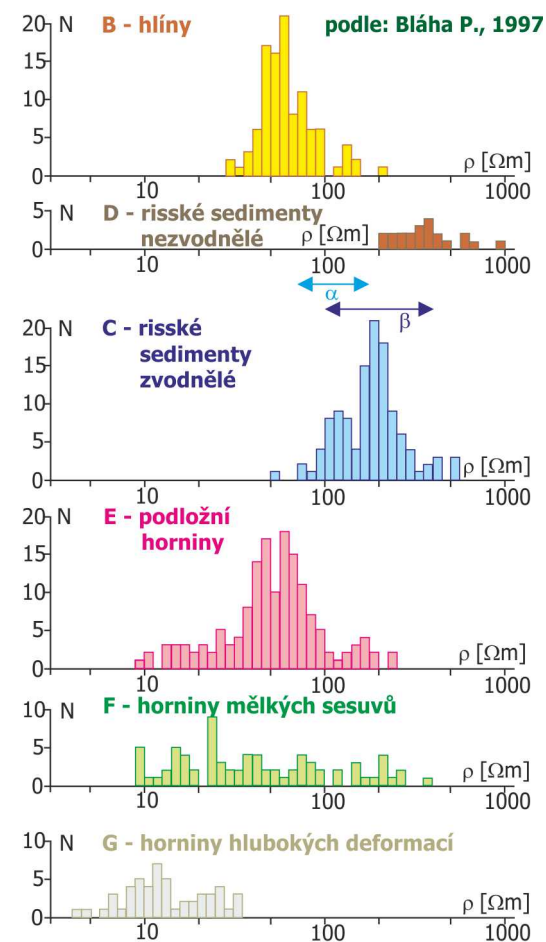 20 N B - hlíny podle: Bláha P., 1997
15
10
5
0
10 100 1000
ρ [Ωm]
5 N D - risské sedimenty
nezvodnělé ρ [Ωm]
0
10 100 1000
α
β
20 N C - risské
sedimenty
zvodnělé
15
10
5
0
10 100 1000
ρ [Ωm]
20 N E - podložní
horniny
15
10
5
0
10 100 1000
ρ [Ωm]
10 N F - horniny mělkých sesuvů
5
0
10 100 1000
ρ [Ωm]
10 N G - horniny hlubokých deformací
5
0
10 100 1000
ρ [Ωm]